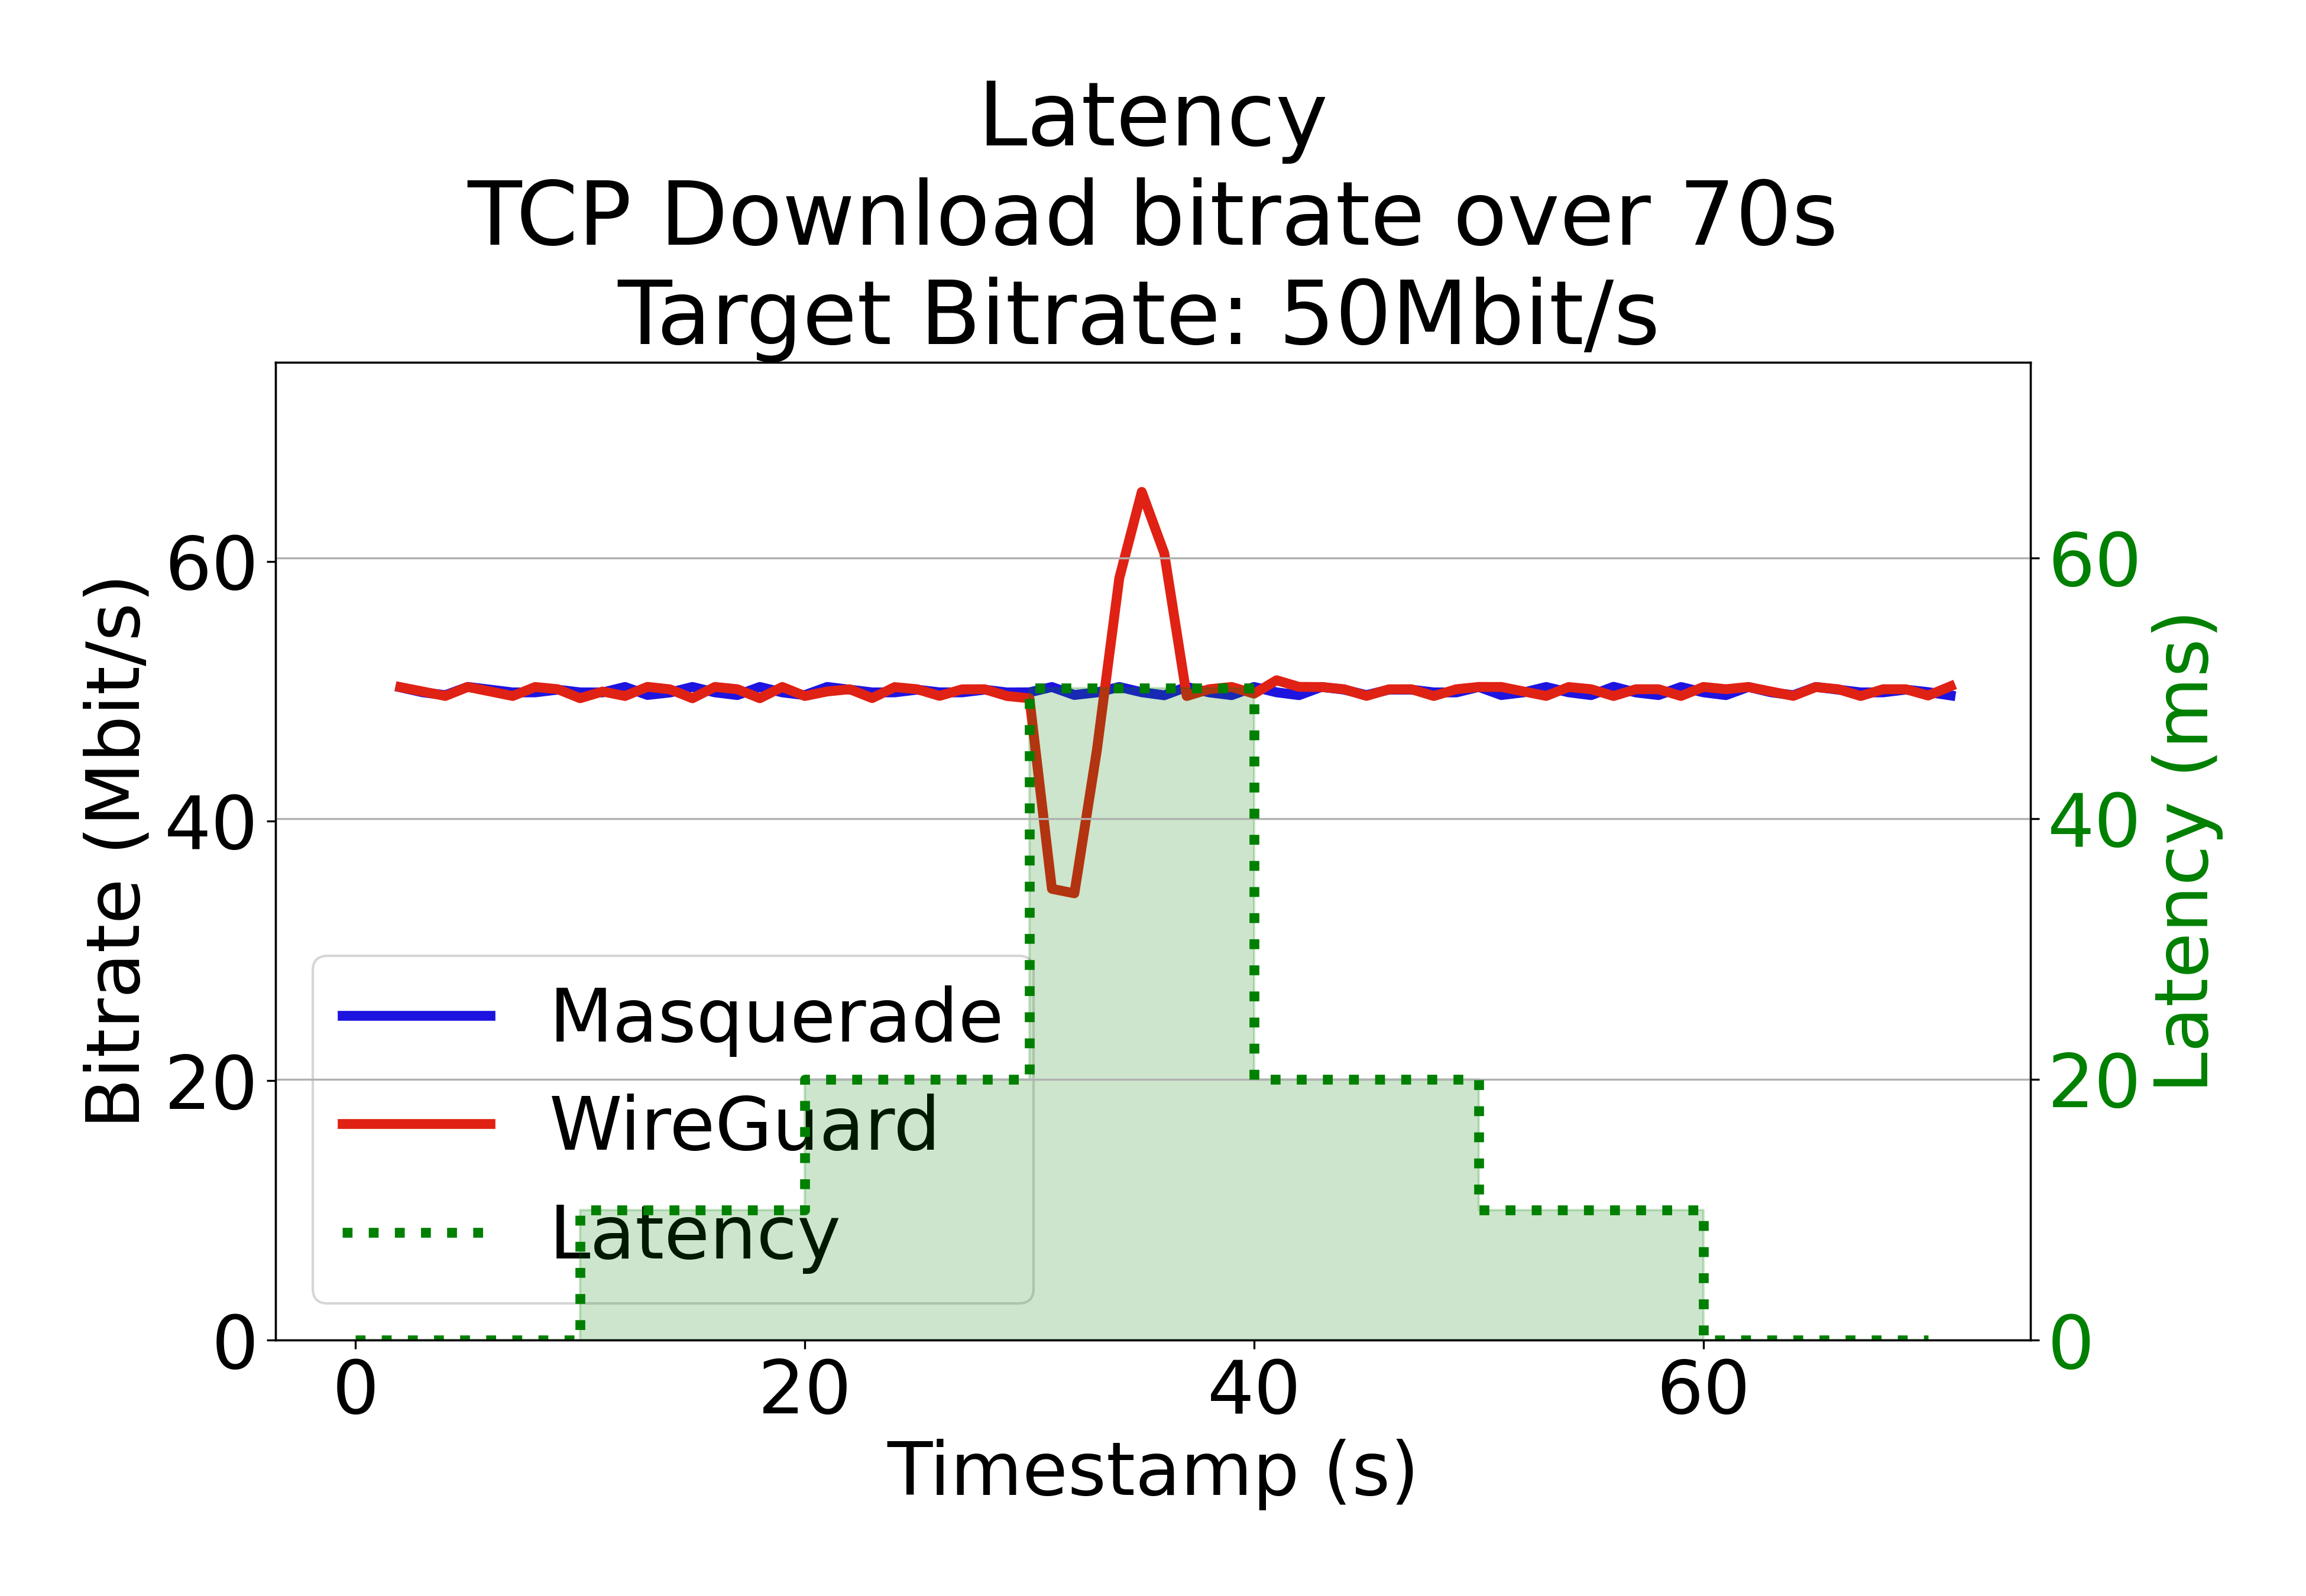 Latency
TCP Download bitrate over 70s
Target Bitrate: 50Mbit/s
Bitrate (Mbit/s)
60
40
20
0
Masquerade
WireGuard
Latency
60
40
20
0
Latency (ms)
0 20 40 60
Timestamp (s)